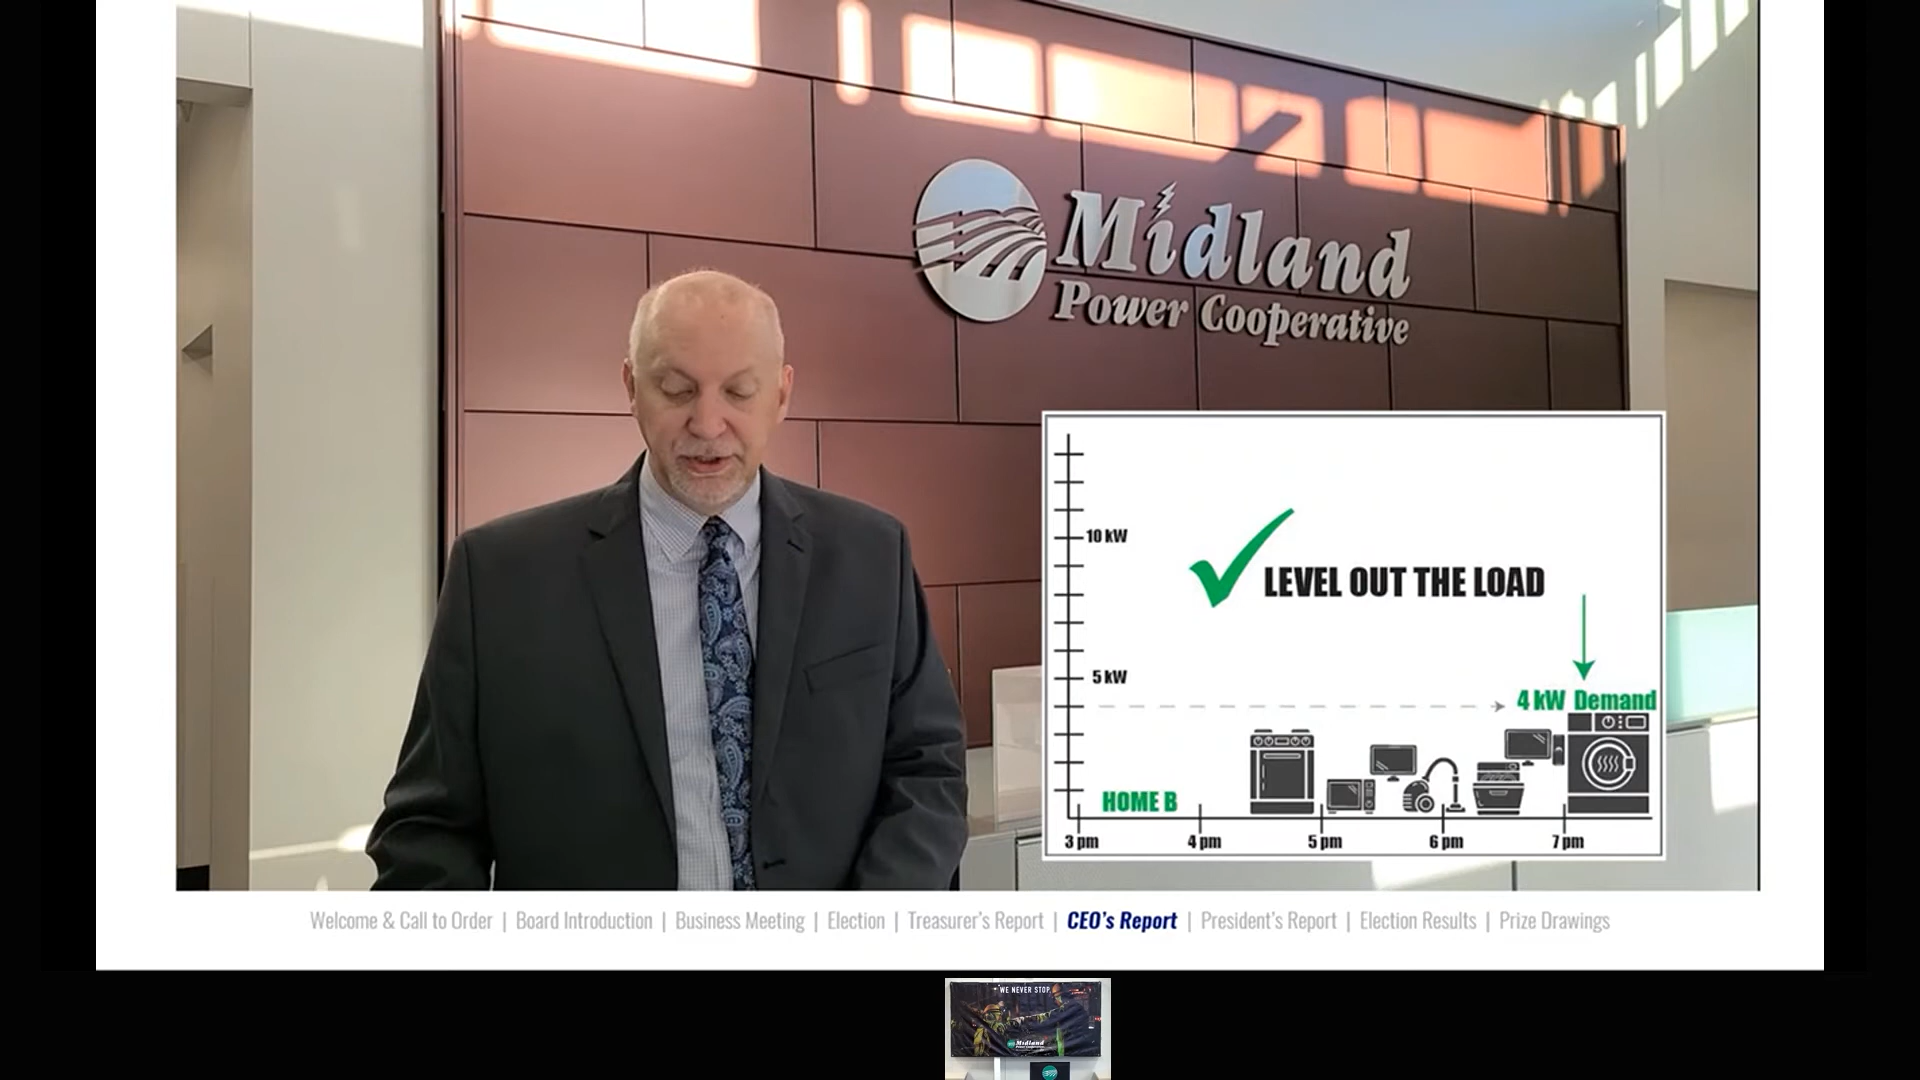 Midland
Power Cooperative
10 kW
LEVEL OUT THE LOAD
5 kW
4 kW Demand
HOME B
3 pm
4 pm
5 pm
6 pm
7 pm
Welcome & Call to Order | Board Introduction | Business Meeting | Election | Treasurer's Report | CEO's Report | President's Report | Election Results | Prize Drawings
WE NEVER STOP
Midland